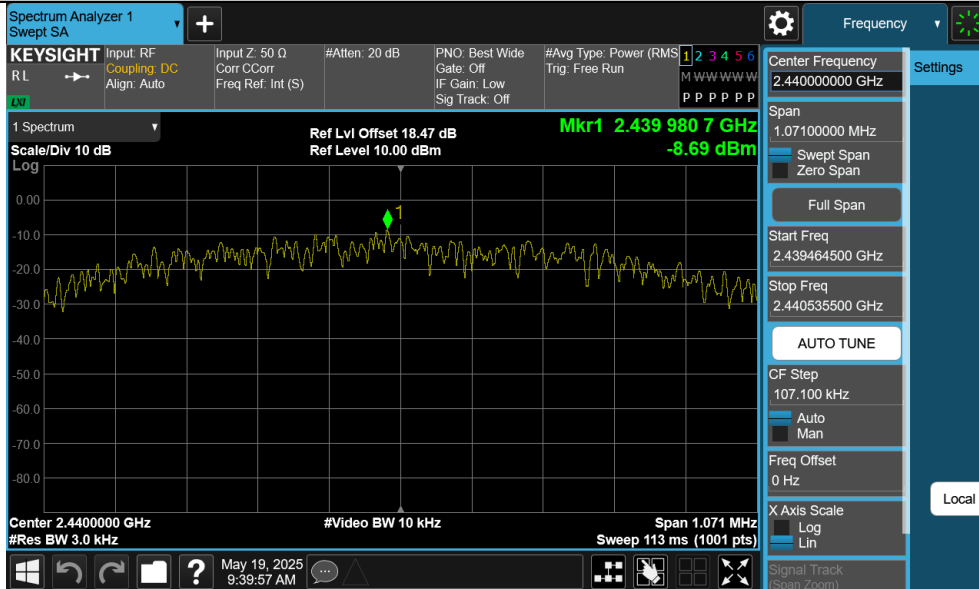 Spectrum Analyzer 1
Swept SA
+
Frequency
KEYSIGHT
R L
LXI
Input: RF
Coupling: DC
Align: Auto
Input Z: 50 Ω
Corr CCorr
Freq Ref: Int (S)
#Atten: 20 dB
PNO: Best Wide
Gate: Off
IF Gain: Low
Sig Track: Off
#Avg Type: Power (RMS
Trig: Free Run
1 2 3 4 5 6
M W W W W W
P P P P P P
Center Frequency
2.440000000 GHz
Settings
Span
1.07100000 MHz
Swept Span
Zero Span
Full Span
Start Freq
2.439464500 GHz
Stop Freq
2.440535500 GHz
AUTO TUNE
CF Step
107.100 kHz
Auto
Man
Freq Offset
0 Hz
X Axis Scale
Log
Lin
Signal Track
(Span Zoom)
Local
1 Spectrum
Scale/Div 10 dB
Log
Ref Lvl Offset 18.47 dB
Ref Level 10.00 dBm
Mkr1 2.439 980 7 GHz
-8.69 dBm
1
0.00
-10.0
-20.0
-30.0
-40.0
-50.0
-60.0
-70.0
-80.0
Center 2.4400000 GHz
#Res BW 3.0 kHz
#Video BW 10 kHz
Span 1.071 MHz
Sweep 113 ms (1001 pts)
?
May 19, 2025
9:39:57 AM